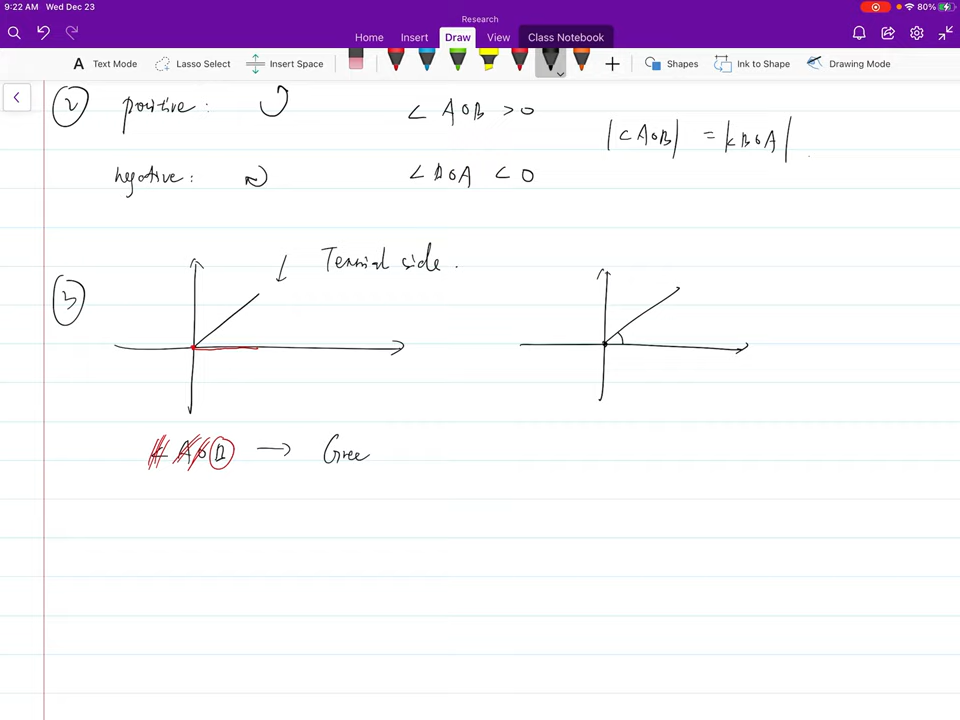 9:22 AM Wed Dec 23
80%
Research
Home Insert Draw View Class Notebook
A Text Mode Lasso Select Insert Space Shapes Ink to Shape Drawing Mode
② positive: ∠ AOB > 0
|∠AOB| = |∠BOA|
negative: ∠ BOA < 0
③ Terminal side.
∠ AOB → Gree